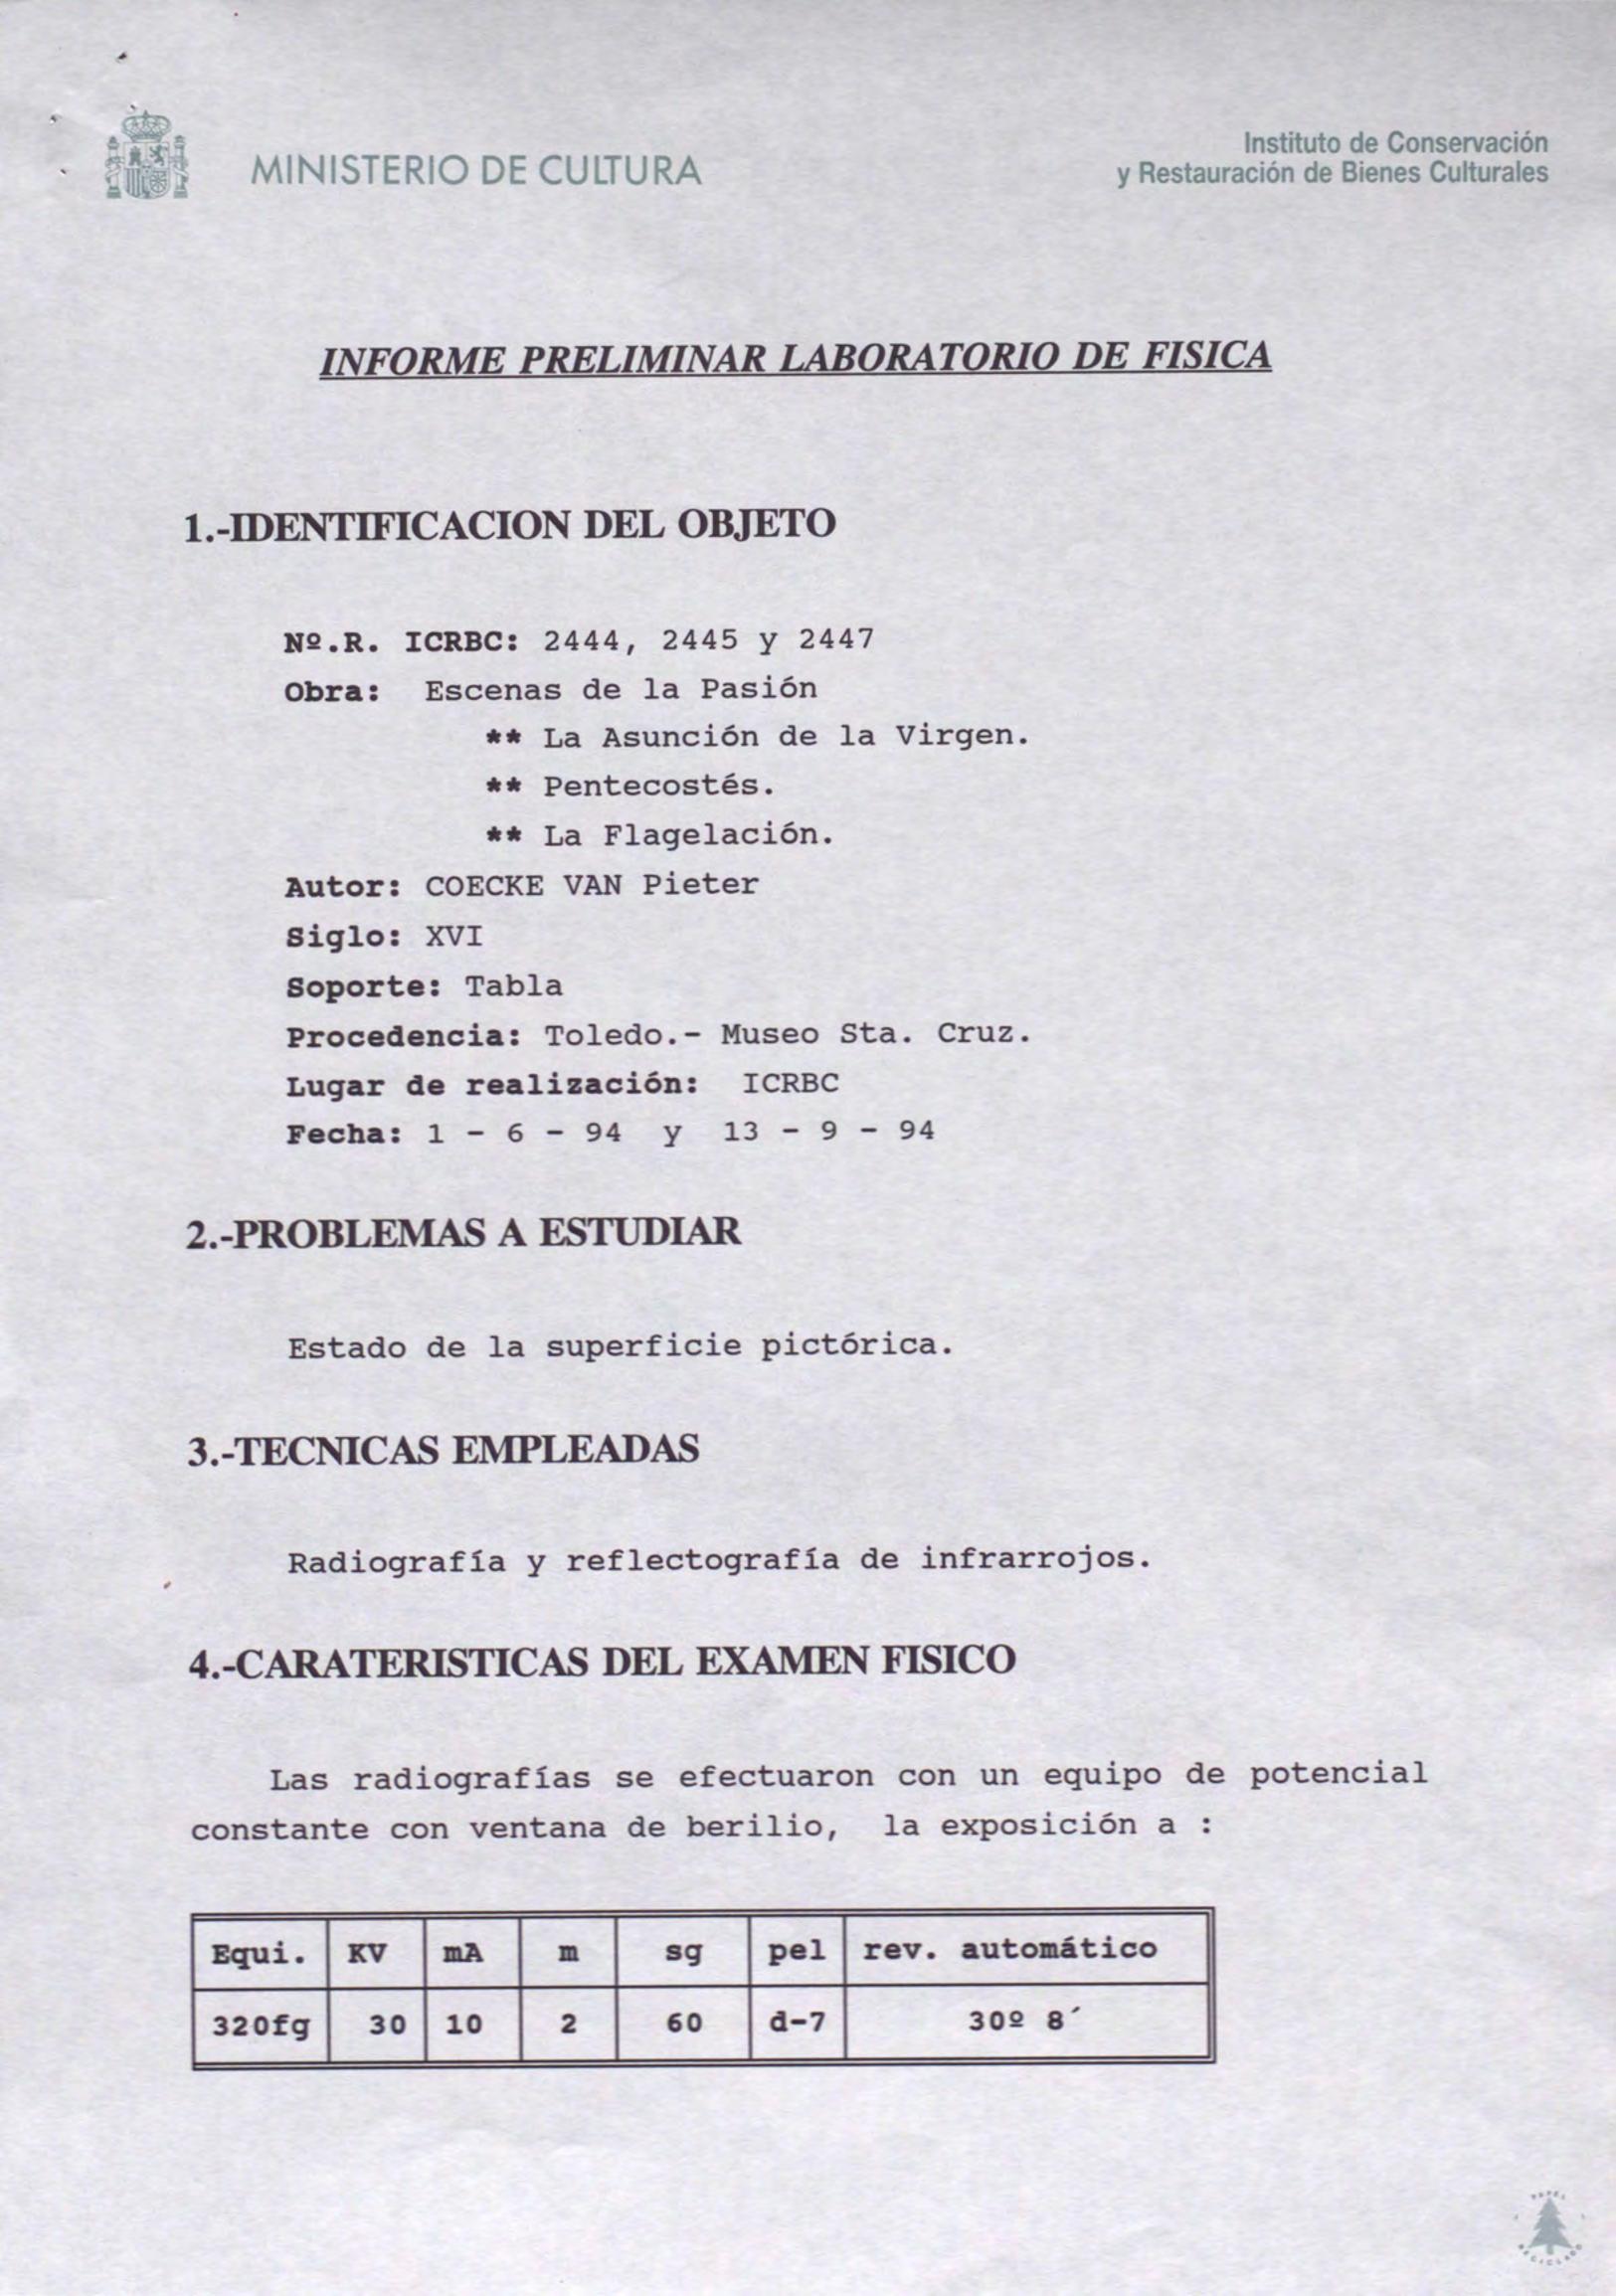 MINISTERIO DE CULTURA
Instituto de Conservación
y Restauración de Bienes Culturales
INFORME PRELIMINAR LABORATORIO DE FISICA
1.-IDENTIFICACION DEL OBJETO
Nº.R. ICRBC: 2444, 2445 y 2447
Obra: Escenas de la Pasión
** La Asunción de la Virgen.
** Pentecostés.
** La Flagelación.
Autor: COECKE VAN Pieter
Siglo: XVI
Soporte: Tabla
Procedencia: Toledo.- Museo Sta. Cruz.
Lugar de realización: ICRBC
Fecha: 1 - 6 - 94 y 13 - 9 - 94
2.-PROBLEMAS A ESTUDIAR
Estado de la superficie pictórica.
3.-TECNICAS EMPLEADAS
Radiografía y reflectografía de infrarrojos.
4.-CARATERISTICAS DEL EXAMEN FISICO
Las radiografías se efectuaron con un equipo de potencial
constante con ventana de berilio, la exposición a :
Equi. KV mA m sg pel rev. automático
320fg 30 10 2 60 d-7 30º 8´
PAPEL
RECICLADO